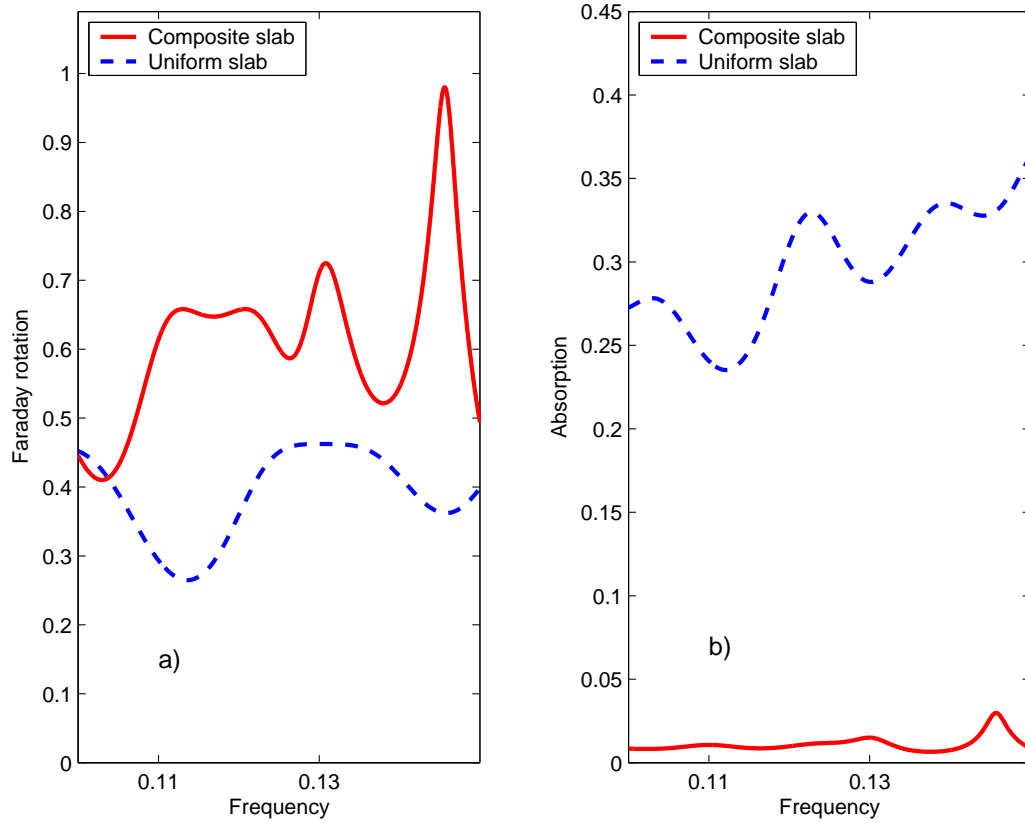 Composite slab
Uniform slab
1
0.9
0.8
0.7
0.6
0.5
0.4
0.3
0.2
0.1
0
Faraday rotation
a)
0.11
0.13
Frequency
Composite slab
Uniform slab
0.45
0.4
0.35
0.3
0.25
0.2
0.15
0.1
0.05
0
Absorption
b)
0.11
0.13
Frequency